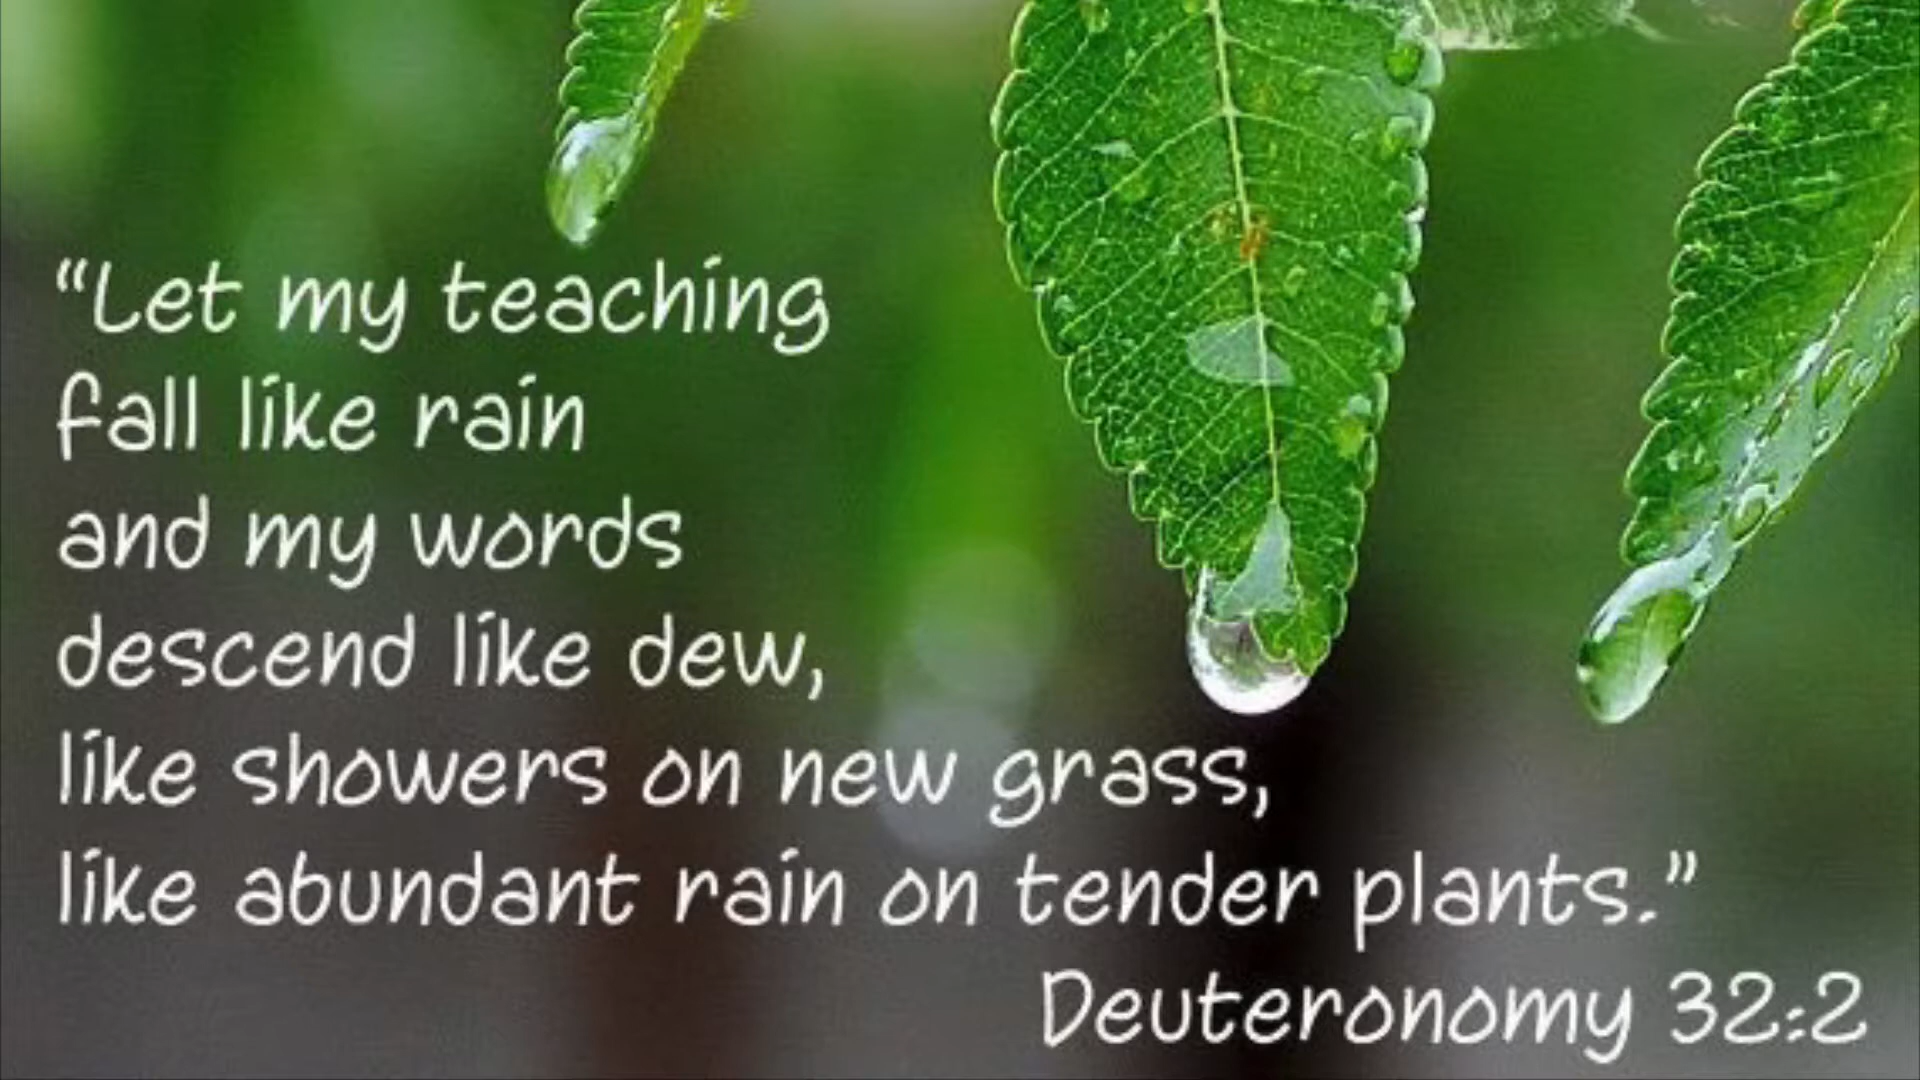 “Let my teaching
fall like rain
and my words
descend like dew,
like showers on new grass,
like abundant rain on tender plants.”
Deuteronomy 32:2